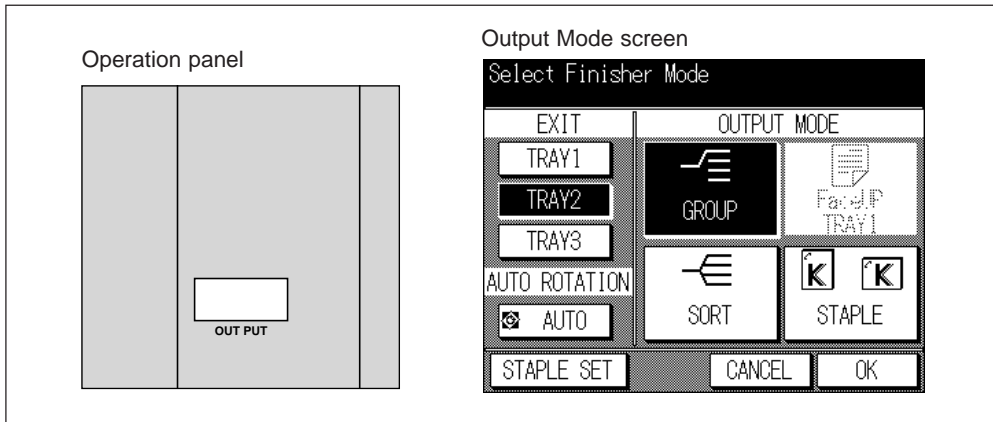 Operation panel
OUT PUT
Output Mode screen
Select Finisher Mode
EXIT
TRAY1
TRAY2
TRAY3
AUTO ROTATION
AUTO
STAPLE SET
OUTPUT MODE
GROUP
FaceUP
TRAY1
SORT
K K
STAPLE
CANCEL
OK